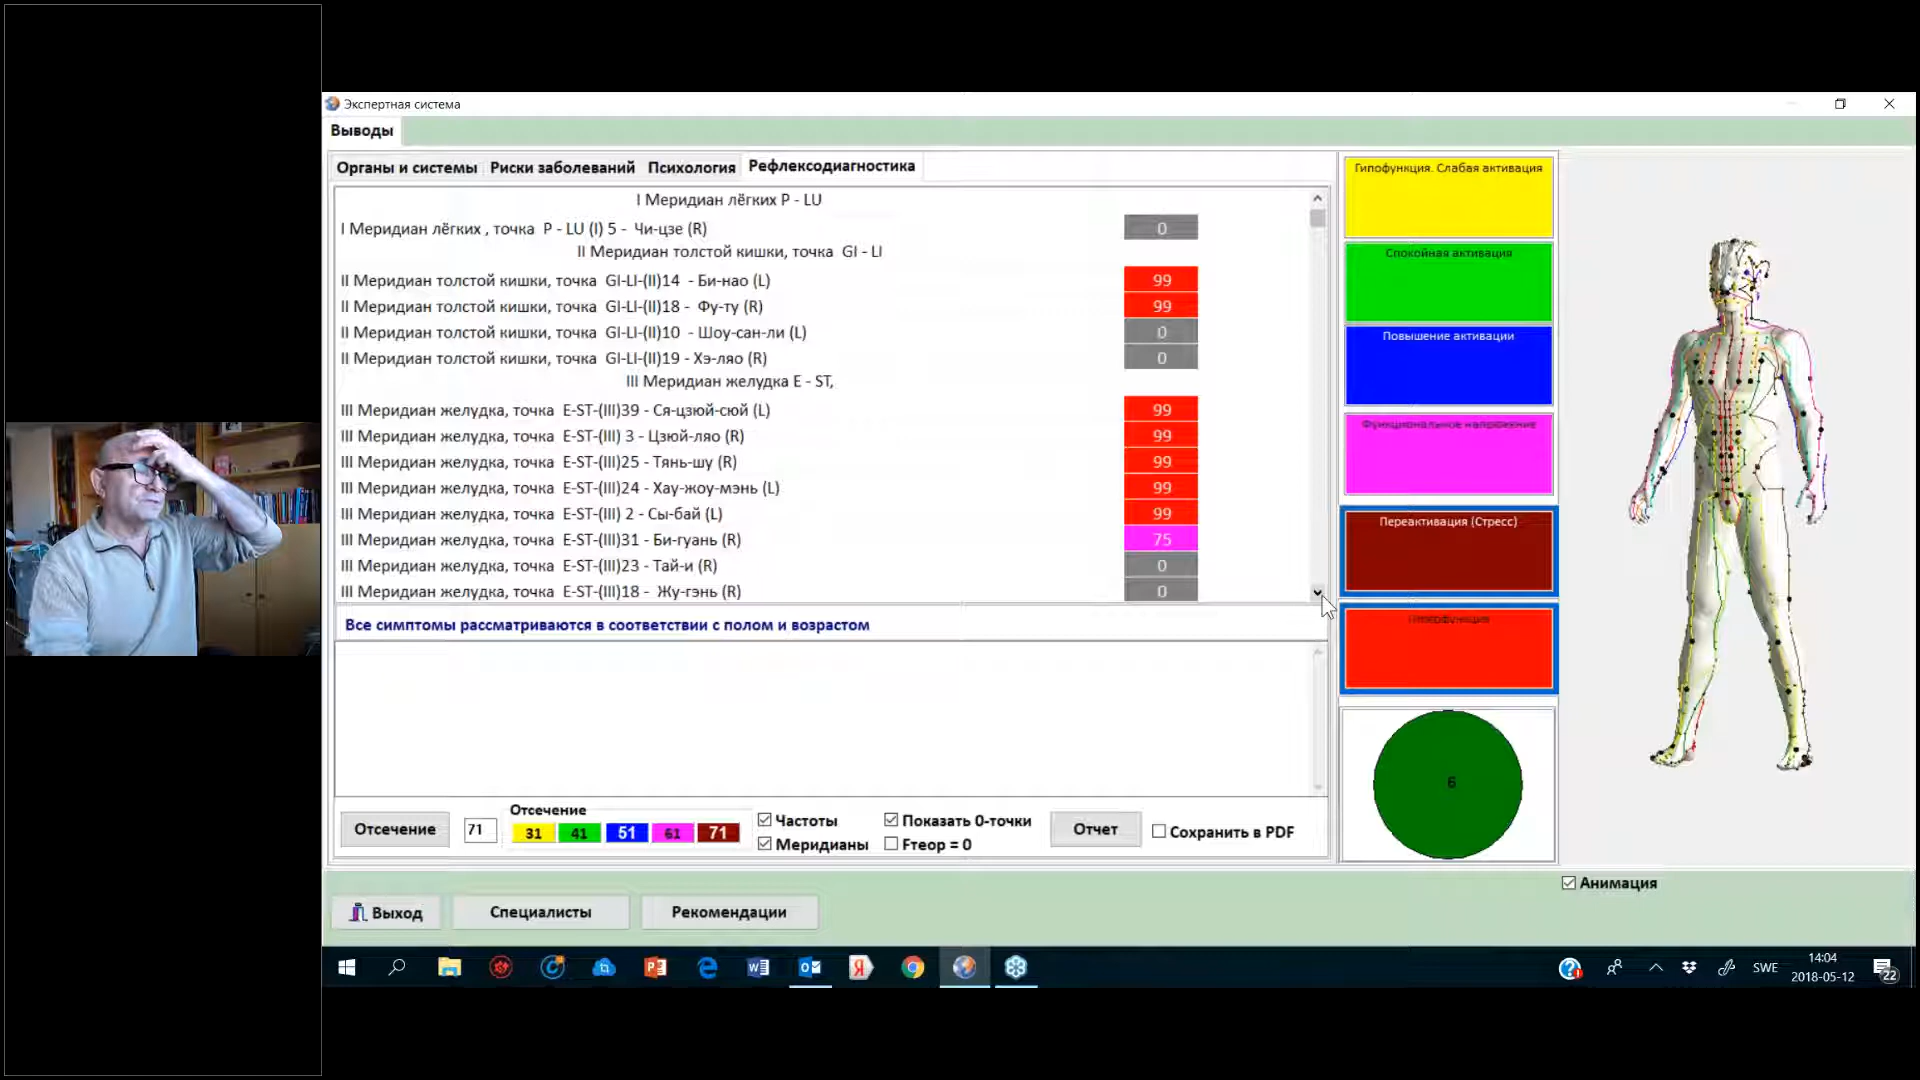 Экспертная система
Выводы
Органы и системы Риски заболеваний Психология Рефлексодиагностика
I Меридиан лёгких P - LU
I Меридиан лёгких , точка P - LU (I) 5 - Чи-цзе (R) 0
II Меридиан толстой кишки, точка GI - LI
II Меридиан толстой кишки, точка GI-LI-(II)14 - Би-нао (L) 99
II Меридиан толстой кишки, точка GI-LI-(II)18 - Фу-ту (R) 99
II Меридиан толстой кишки, точка GI-LI-(II)10 - Шоу-сан-ли (L) 0
II Меридиан толстой кишки, точка GI-LI-(II)19 - Хэ-ляо (R) 0
III Меридиан желудка E - ST,
III Меридиан желудка, точка E-ST-(III)39 - Ся-цзюй-сюй (L) 99
III Меридиан желудка, точка E-ST-(III) 3 - Цзюй-ляо (R) 99
III Меридиан желудка, точка E-ST-(III)25 - Тянь-шу (R) 99
III Меридиан желудка, точка E-ST-(III)24 - Хау-жоу-мэнь (L) 99
III Меридиан желудка, точка E-ST-(III) 2 - Сы-бай (L) 99
III Меридиан желудка, точка E-ST-(III)31 - Би-гуань (R) 75
III Меридиан желудка, точка E-ST-(III)23 - Тай-и (R) 0
III Меридиан желудка, точка E-ST-(III)18 - Жу-гэнь (R) 0
Все симптомы рассматриваются в соответствии с полом и возрастом
Гипофункция. Слабая активация
Спокойная активация
Повышение активации
Функциональное напряжение
Переактивация (Стресс)
Гиперфункция
6
Отсечение 71
Отсечение
31 41 51 61 71
Частоты
Меридианы
Показать 0-точки
Fтеор = 0
Отчет
Сохранить в PDF
Анимация
Выход
Специалисты
Рекомендации
SWE
14:04
2018-05-12
22